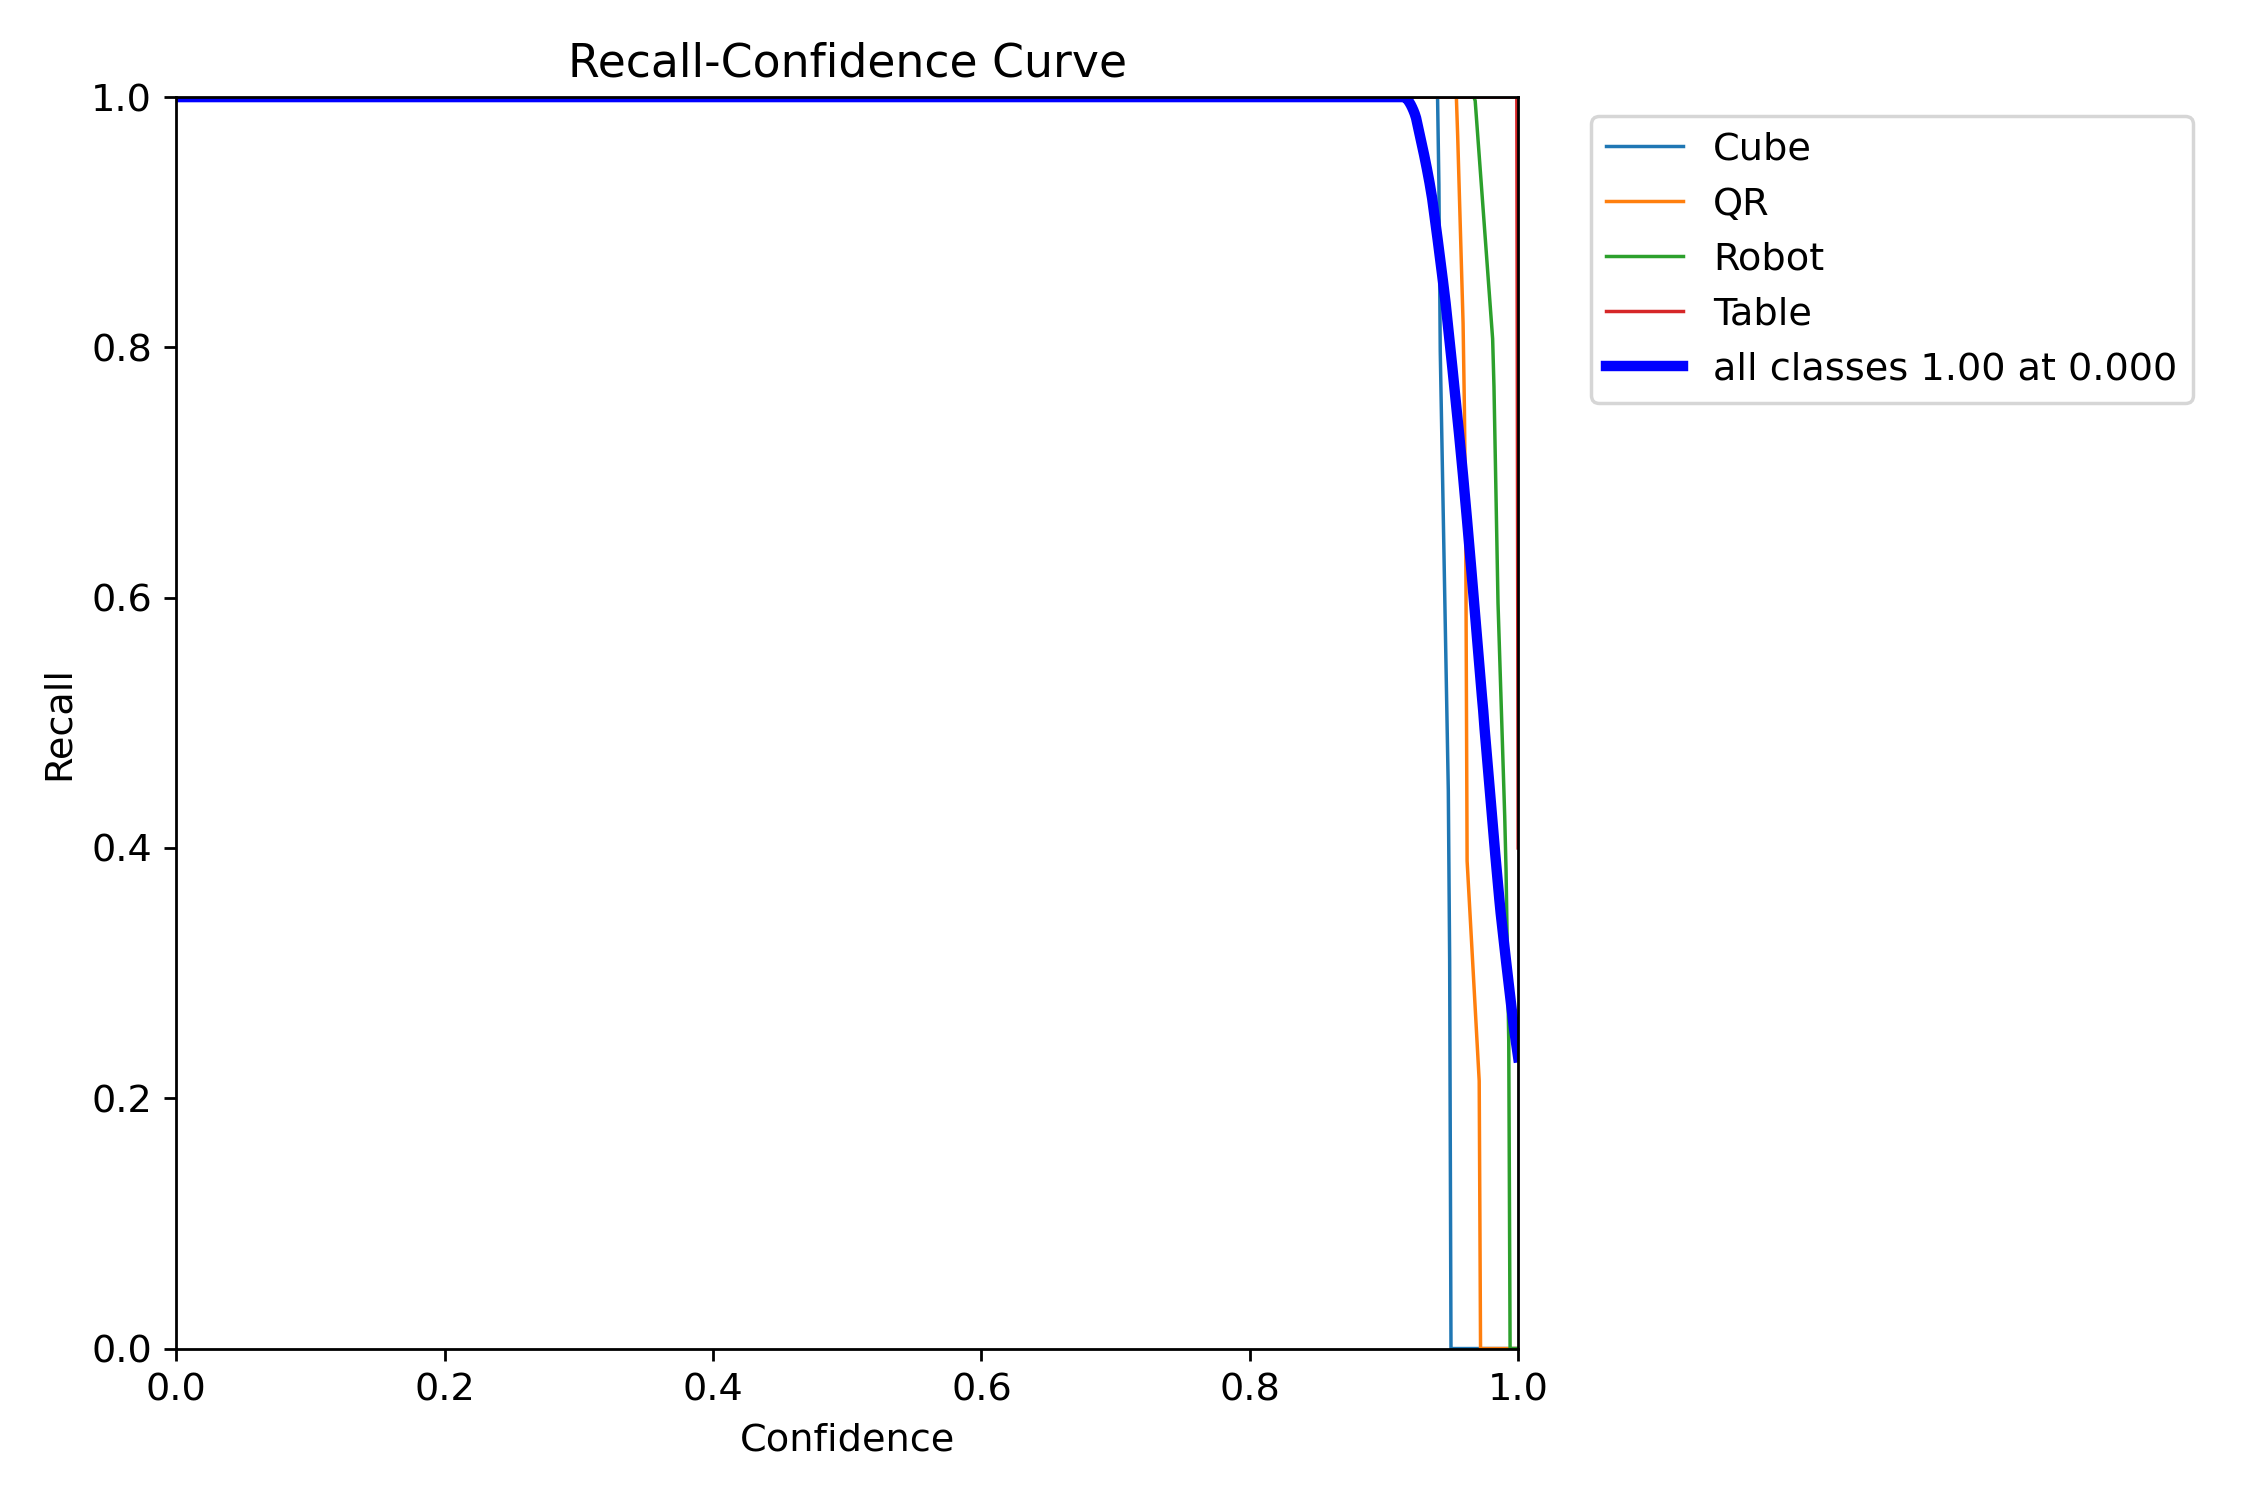 Recall-Confidence Curve
1.0
0.8
0.6
0.4
0.2
0.0
Recall
0.0 0.2 0.4 0.6 0.8 1.0
Confidence
Cube
QR
Robot
Table
all classes 1.00 at 0.000